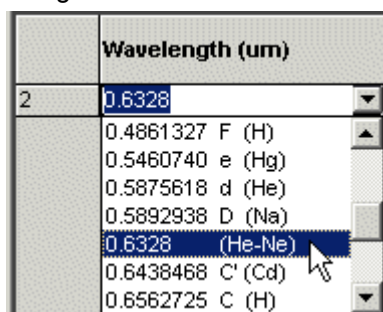 Wavelength (um)
2 0.6328
0.4861327 F (H)
0.5460740 e (Hg)
0.5875618 d (He)
0.5892938 D (Na)
0.6328 (He-Ne)
0.6438468 C' (Cd)
0.6562725 C (H)